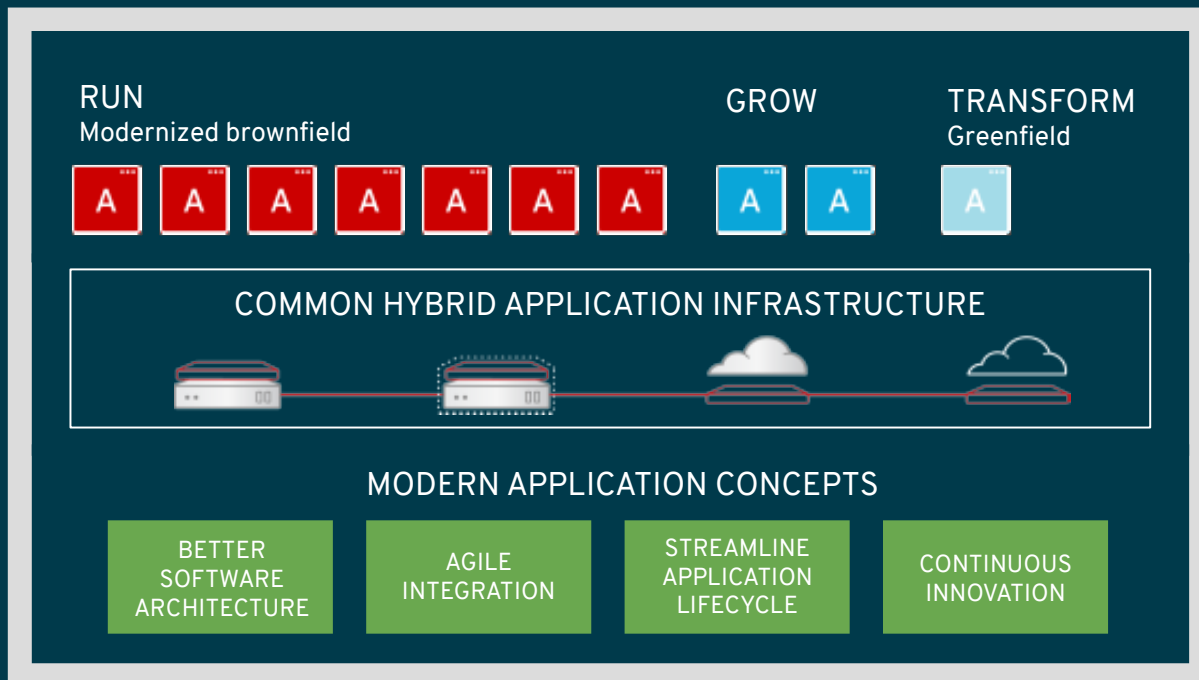 RUN
Modernized brownfield
GROW
TRANSFORM
Greenfield
A A A A A A A A A A
COMMON HYBRID APPLICATION INFRASTRUCTURE
MODERN APPLICATION CONCEPTS
BETTER
SOFTWARE
ARCHITECTURE
AGILE
INTEGRATION
STREAMLINE
APPLICATION
LIFECYCLE
CONTINUOUS
INNOVATION